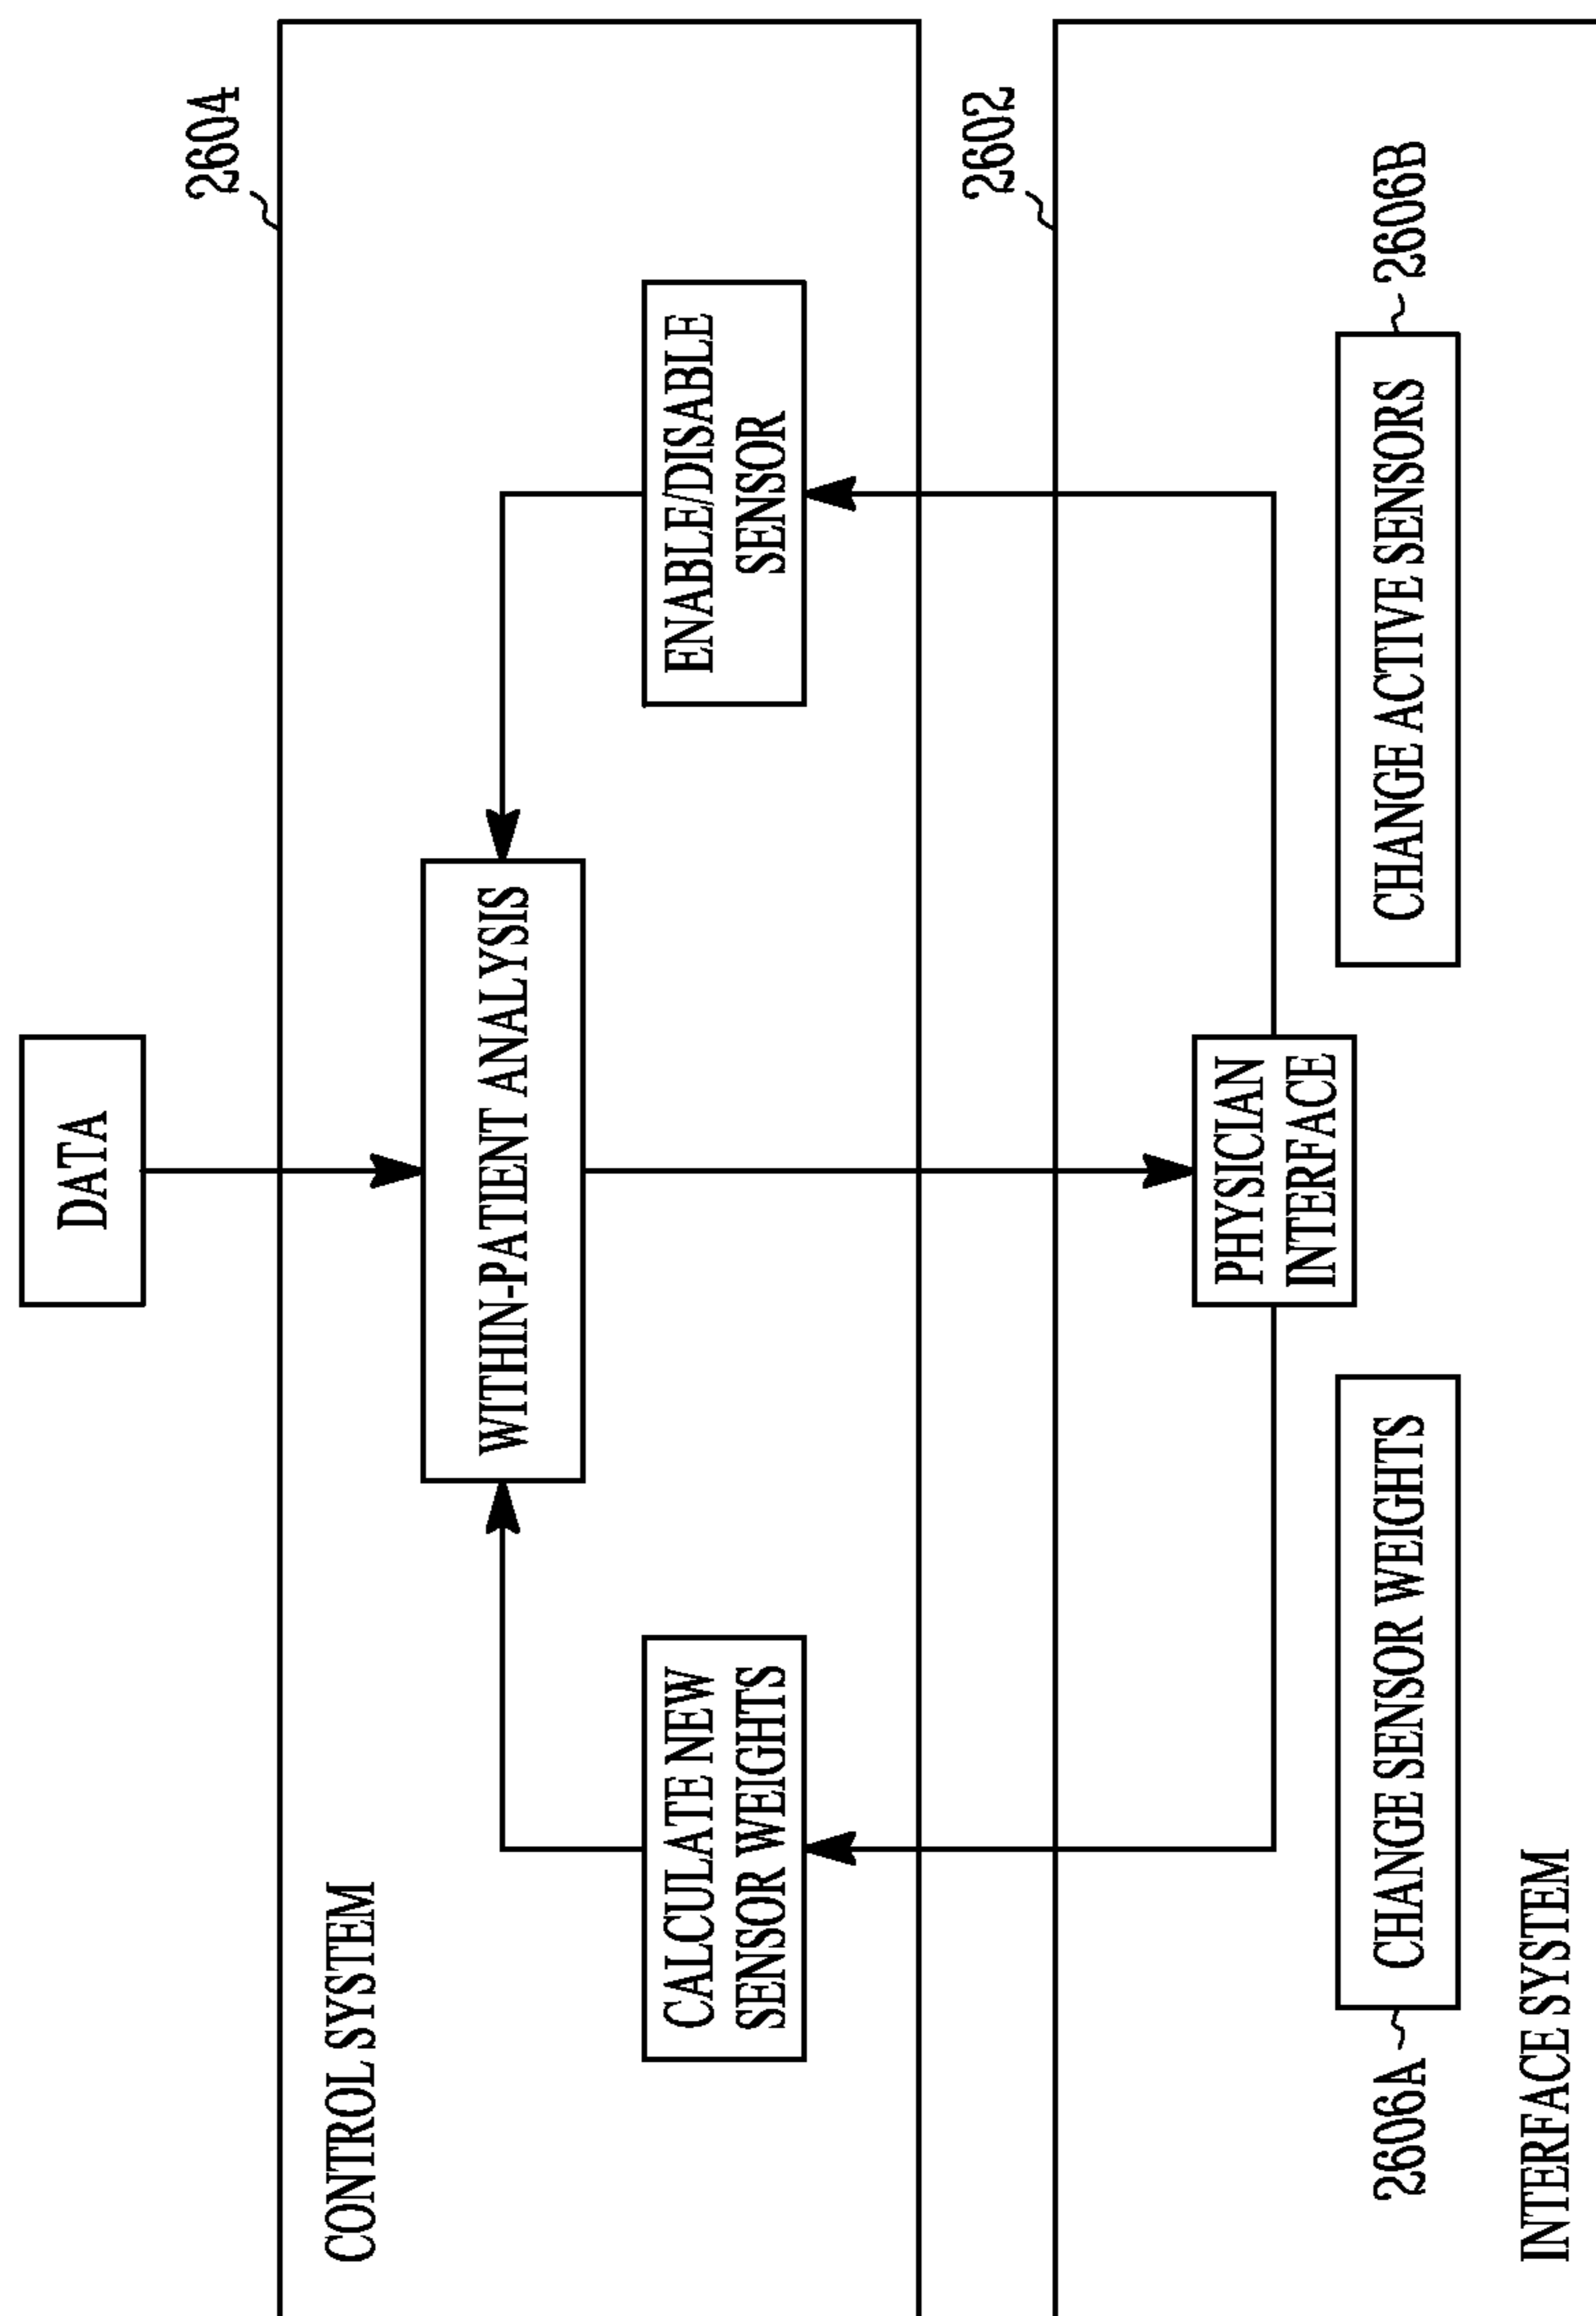 DATA
2604
CONTROL SYSTEM
WITHIN-PATIENT ANALYSIS
CALCULATE NEW
SENSOR WEIGHTS
ENABLE/DISABLE
SENSOR
2602
PHYSICIAN
INTERFACE
2606A
CHANGE SENSOR WEIGHTS
CHANGE ACTIVE SENSORS
2606B
INTERFACE SYSTEM